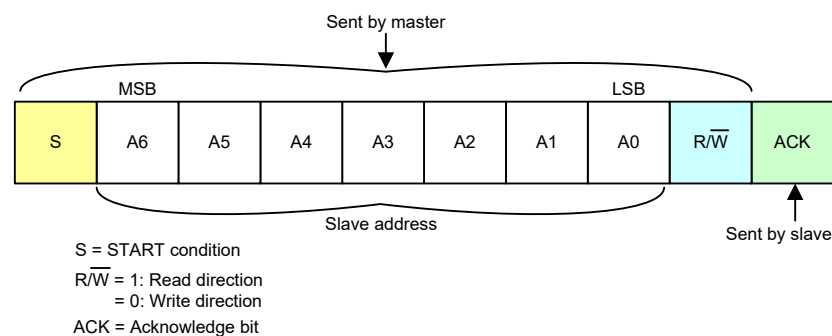 Sent by master
MSB LSB
S A6 A5 A4 A3 A2 A1 A0 R/W̅ ACK
Slave address
Sent by slave
S = START condition
R/W̅ = 1: Read direction
= 0: Write direction
ACK = Acknowledge bit